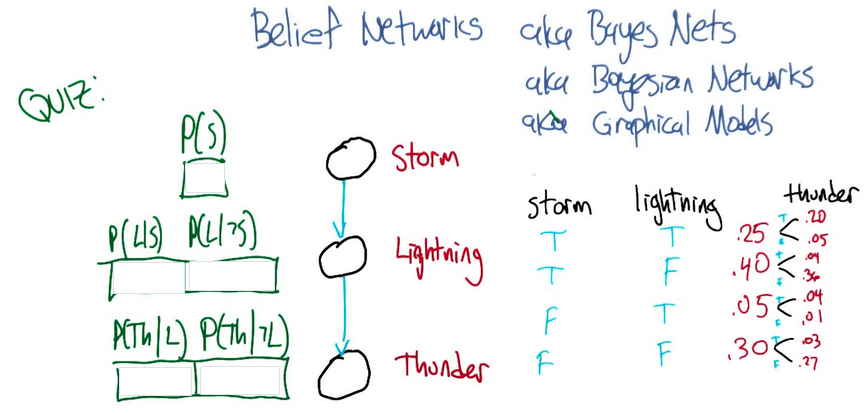 Belief Networks aka Bayes Nets
aka Bayesian Networks
aka Graphical Models
QUIZ:
P(S)
Storm
P(L|S) P(L|¬S)
Lightning
P(Th|L) P(Th|¬L)
Thunder
storm lightning thunder
T T .25 < T .20
F .05
T F .40 < T .04
F .36
F T .05 < T .04
F .01
F F .30 < T .03
F .27